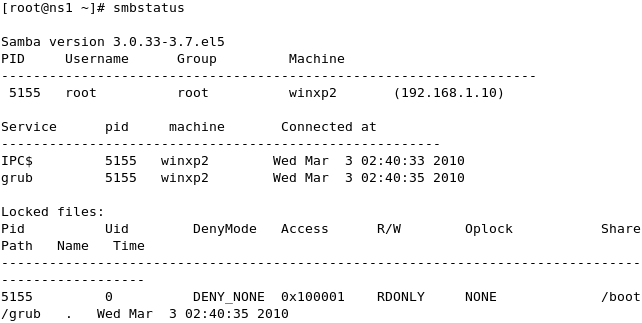 [root@ns1 ~]# smbstatus

Samba version 3.0.33-3.7.el5
PID     Username      Group         Machine
-------------------------------------------------------------------
 5155   root          root          winxp2       (192.168.1.10)

Service      pid     machine       Connected at
-------------------------------------------------------
IPC$         5155   winxp2        Wed Mar  3 02:40:33 2010
grub         5155   winxp2        Wed Mar  3 02:40:35 2010

Locked files:
Pid          Uid        DenyMode   Access      R/W        Oplock           Share
Path   Name   Time
--------------------------------------------------------------------------------
------------------
5155         0          DENY_NONE  0x100001    RDONLY     NONE             /boot
/grub   .   Wed Mar  3 02:40:35 2010